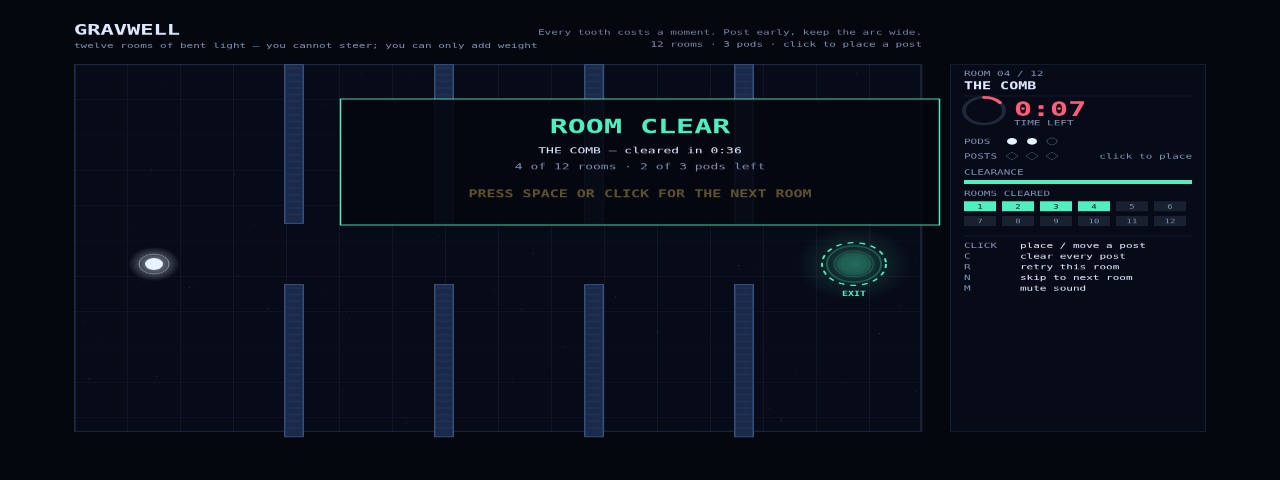 GRAVWELL
twelve rooms of bent light — you cannot steer; you can only add weight
Every tooth costs a moment. Post early, keep the arc wide.
12 rooms · 3 pods · click to place a post
ROOM CLEAR
THE COMB — cleared in 0:36
4 of 12 rooms · 2 of 3 pods left
PRESS SPACE OR CLICK FOR THE NEXT ROOM
EXIT
ROOM 04 / 12
THE COMB
0:07
TIME LEFT
PODS
POSTS click to place
CLEARANCE
ROOMS CLEARED
1 2 3 4 5 6
7 8 9 10 11 12
CLICK place / move a post
C clear every post
R retry this room
N skip to next room
M mute sound